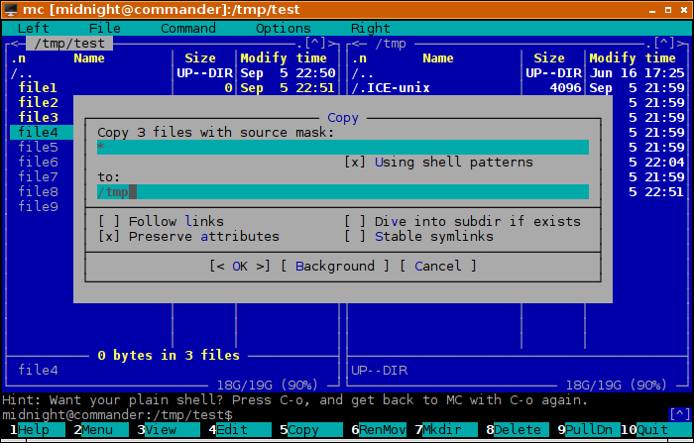 mc [midnight@commander]:/tmp/test
Left File Command Options Right
<— /tmp/test .[^]> <— /tmp .[^]>
.n Name Size Modify time .n Name Size Modify time
/.. UP--DIR Sep 5 22:50 /.. UP--DIR Jun 16 17:25
file1 0 Sep 5 22:51 /.ICE-unix 4096 Sep 5 21:59
file2 5 21:59
file3 Copy 5 21:59
file4 Copy 3 files with source mask: 5 21:59
file5 * 5 21:59
file6 [x] Using shell patterns 5 22:04
file7 to: 5 21:59
file8 /tmp 5 22:51
file9
[ ] Follow links [ ] Dive into subdir if exists
[x] Preserve attributes [ ] Stable symlinks
[< OK >] [ Background ] [ Cancel ]
0 bytes in 3 files
file4 UP--DIR
18G/19G (90%) 18G/19G (90%)
Hint: Want your plain shell? Press C-o, and get back to MC with C-o again.
midnight@commander:/tmp/test$ [^]
1Help 2Menu 3View 4Edit 5Copy 6RenMov 7Mkdir 8Delete 9PullDn 10Quit